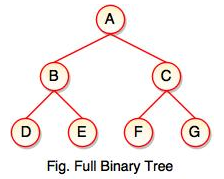 A
B C
D E F G
Fig. Full Binary Tree